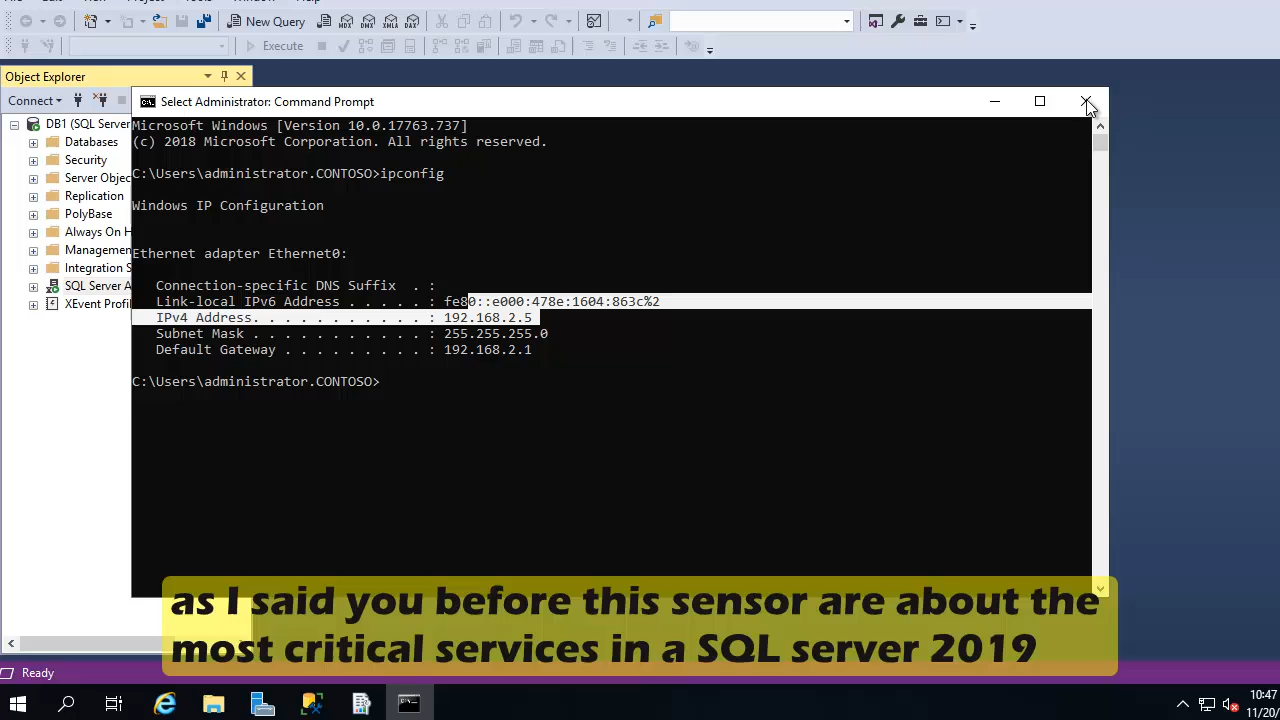 New Query
Execute
Object Explorer
Connect
DB1 (SQL Server
Databases
Security
Server Objec
Replication
PolyBase
Always On H
Managemen
Integration S
SQL Server A
XEvent Profil
Select Administrator: Command Prompt
Microsoft Windows [Version 10.0.17763.737]
(c) 2018 Microsoft Corporation. All rights reserved.
C:\Users\administrator.CONTOSO>ipconfig
Windows IP Configuration
Ethernet adapter Ethernet0:
Connection-specific DNS Suffix . :
Link-local IPv6 Address . . . . . : fe80::e000:478e:1604:863c%2
IPv4 Address. . . . . . . . . . . : 192.168.2.5
Subnet Mask . . . . . . . . . . . : 255.255.255.0
Default Gateway . . . . . . . . . : 192.168.2.1
C:\Users\administrator.CONTOSO>
as I said you before this sensor are about the
most critical services in a SQL server 2019
Ready
10:47
11/20/